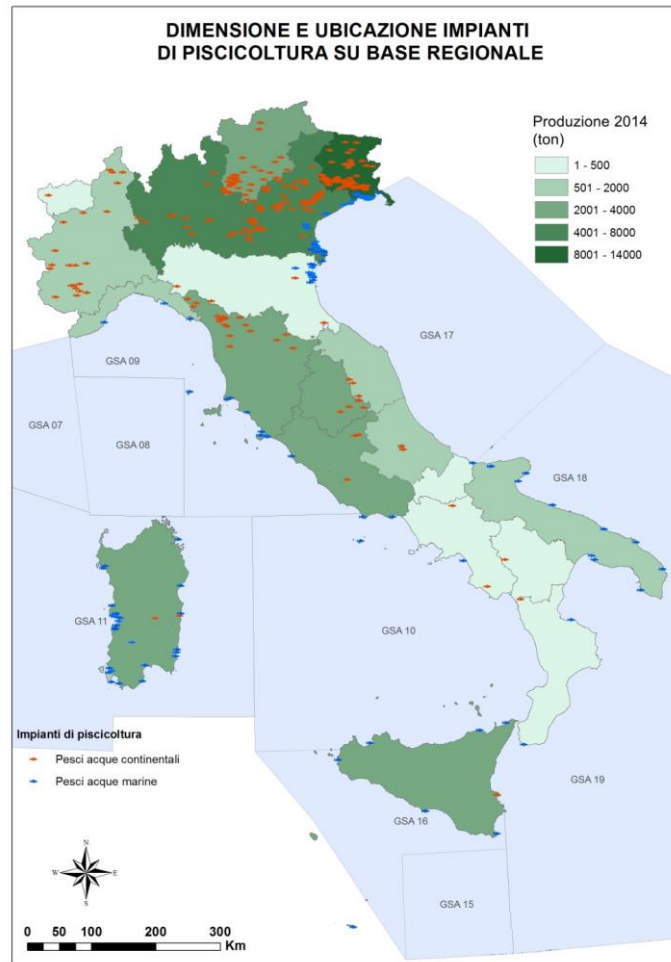 DIMENSIONE E UBICAZIONE IMPIANTI
DI PISCICOLTURA SU BASE REGIONALE
Produzione 2014
(ton)
1 - 500
501 - 2000
2001 - 4000
4001 - 8000
8001 - 14000
GSA 17
GSA 09
GSA 07
GSA 08
GSA 18
GSA 11
GSA 10
GSA 19
GSA 16
GSA 15
Impianti di piscicoltura
Pesci acque continentali
Pesci acque marine
N
W E
S
0 50 100 200 300
Km